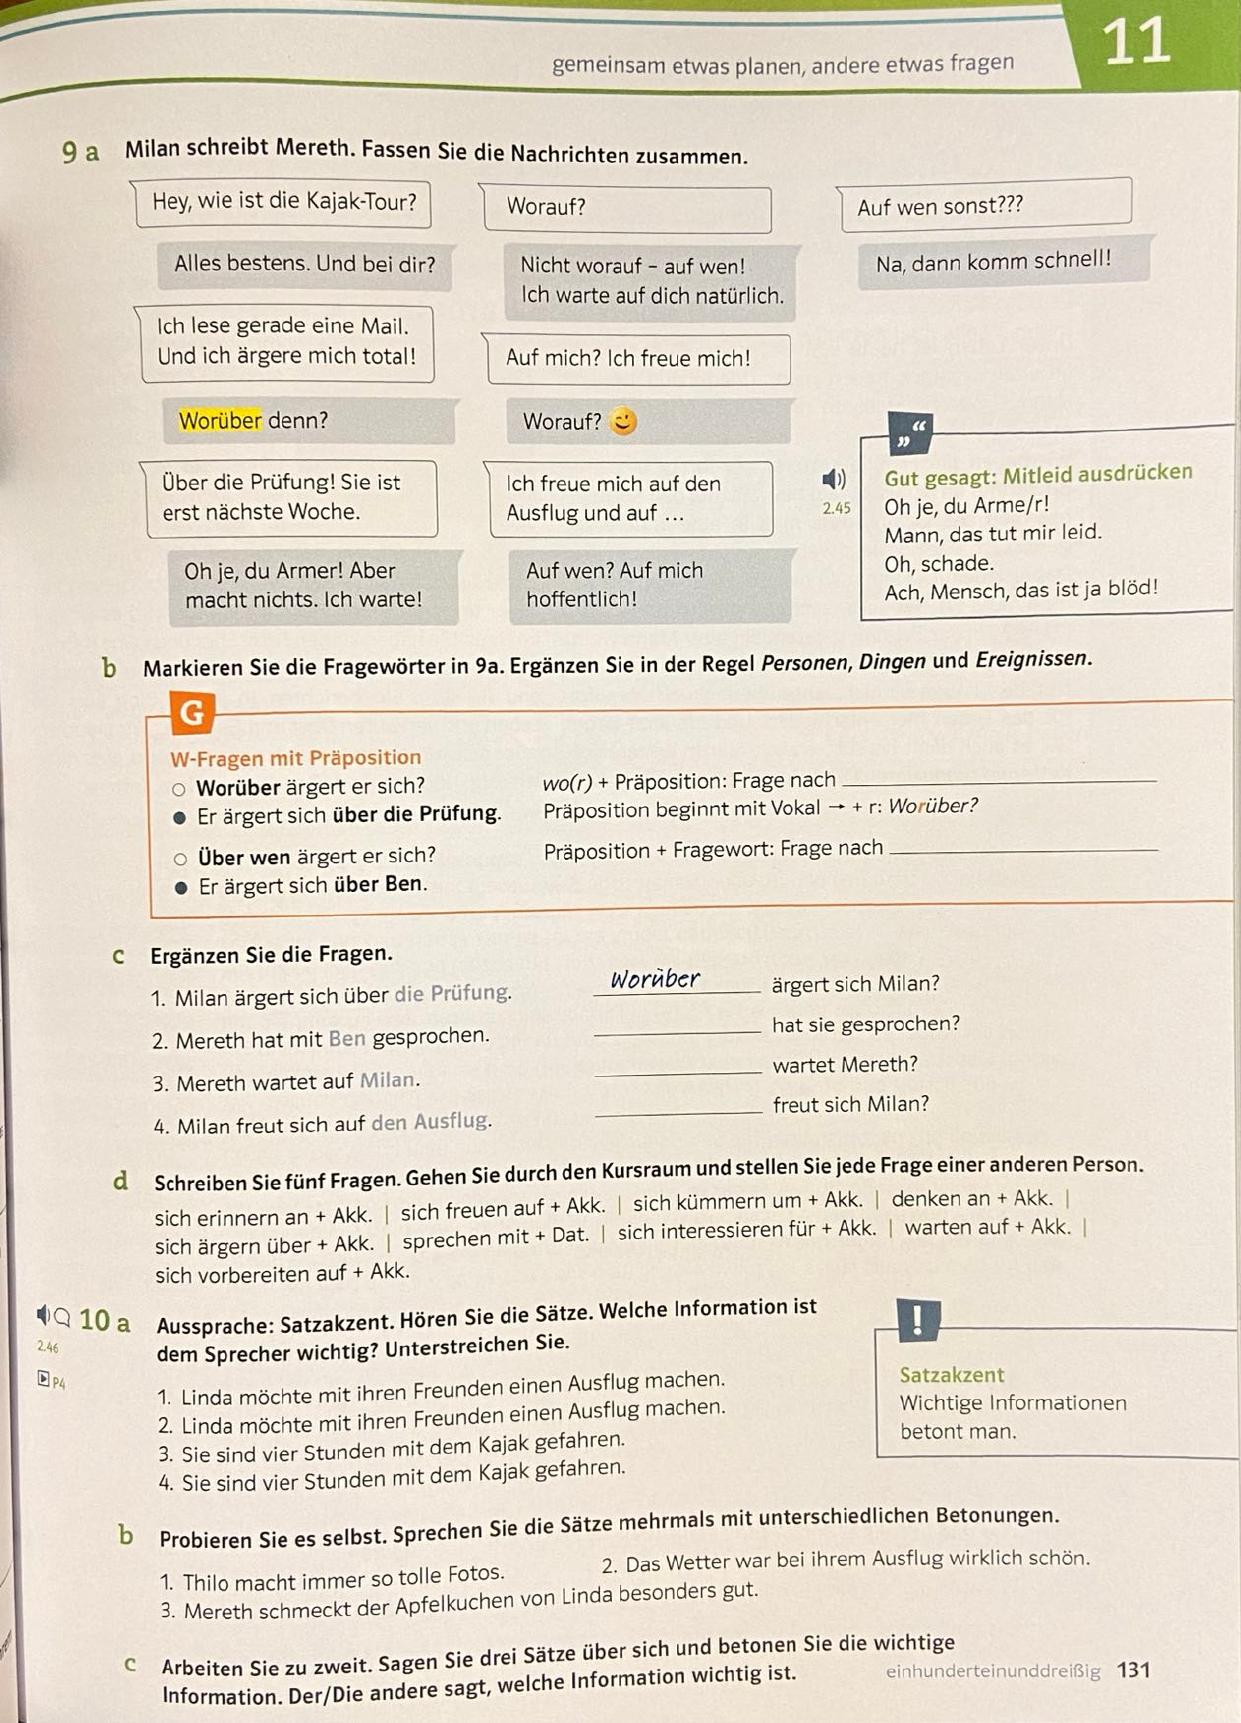 gemeinsam etwas planen, andere etwas fragen
11
9 a Milan schreibt Mereth. Fassen Sie die Nachrichten zusammen.
Hey, wie ist die Kajak-Tour?
Alles bestens. Und bei dir?
Ich lese gerade eine Mail.
Und ich ärgere mich total!
Worüber denn?
Über die Prüfung! Sie ist
erst nächste Woche.
Oh je, du Armer! Aber
macht nichts. Ich warte!
Worauf?
Nicht worauf – auf wen!
Ich warte auf dich natürlich.
Auf mich? Ich freue mich!
Worauf? 😉
Ich freue mich auf den
Ausflug und auf ...
Auf wen? Auf mich
hoffentlich!
Auf wen sonst???
Na, dann komm schnell!
„ “
2.45
Gut gesagt: Mitleid ausdrücken
Oh je, du Arme/r!
Mann, das tut mir leid.
Oh, schade.
Ach, Mensch, das ist ja blöd!
b Markieren Sie die Fragewörter in 9a. Ergänzen Sie in der Regel Personen, Dingen und Ereignissen.
G
W-Fragen mit Präposition
○ Worüber ärgert er sich?
● Er ärgert sich über die Prüfung.
○ Über wen ärgert er sich?
● Er ärgert sich über Ben.
wo(r) + Präposition: Frage nach ____
Präposition beginnt mit Vokal → + r: Worüber?
Präposition + Fragewort: Frage nach ____
c Ergänzen Sie die Fragen.
1. Milan ärgert sich über die Prüfung. Worüber ärgert sich Milan?
2. Mereth hat mit Ben gesprochen. ____ hat sie gesprochen?
3. Mereth wartet auf Milan. ____ wartet Mereth?
4. Milan freut sich auf den Ausflug. ____ freut sich Milan?
d Schreiben Sie fünf Fragen. Gehen Sie durch den Kursraum und stellen Sie jede Frage einer anderen Person.
sich erinnern an + Akk. | sich freuen auf + Akk. | sich kümmern um + Akk. | denken an + Akk. |
sich ärgern über + Akk. | sprechen mit + Dat. | sich interessieren für + Akk. | warten auf + Akk. |
sich vorbereiten auf + Akk.
10 a Aussprache: Satzakzent. Hören Sie die Sätze. Welche Information ist
2.46
dem Sprecher wichtig? Unterstreichen Sie.
P4
1. Linda möchte mit ihren Freunden einen Ausflug machen.
2. Linda möchte mit ihren Freunden einen Ausflug machen.
3. Sie sind vier Stunden mit dem Kajak gefahren.
4. Sie sind vier Stunden mit dem Kajak gefahren.
!
Satzakzent
Wichtige Informationen
betont man.
b Probieren Sie es selbst. Sprechen Sie die Sätze mehrmals mit unterschiedlichen Betonungen.
1. Thilo macht immer so tolle Fotos. 2. Das Wetter war bei ihrem Ausflug wirklich schön.
3. Mereth schmeckt der Apfelkuchen von Linda besonders gut.
c Arbeiten Sie zu zweit. Sagen Sie drei Sätze über sich und betonen Sie die wichtige
Information. Der/Die andere sagt, welche Information wichtig ist.
einhunderteinunddreißig 131